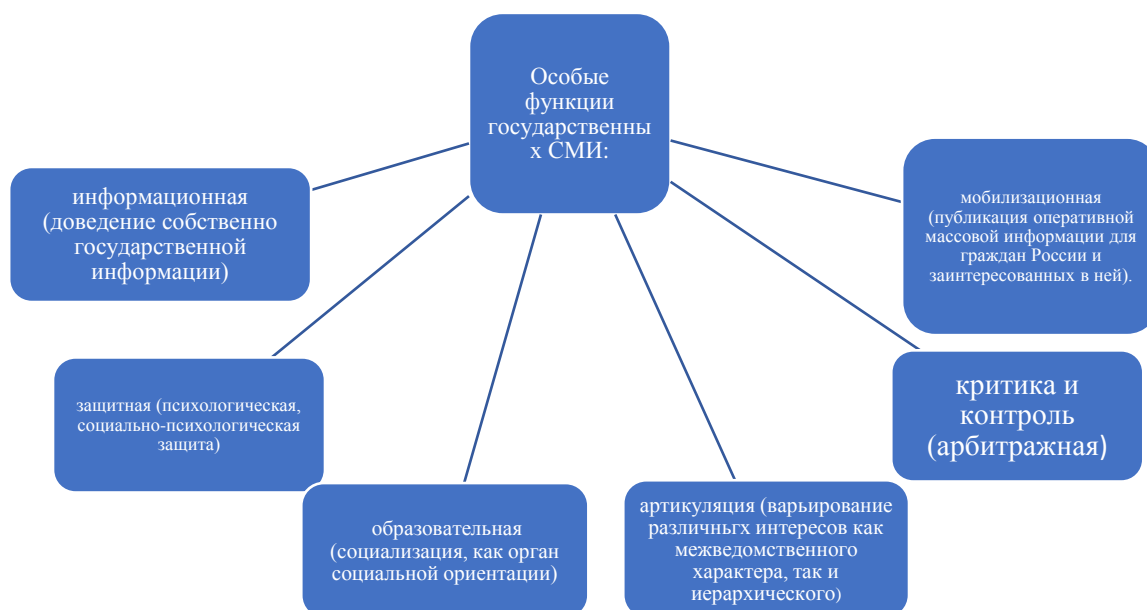 Особые
функции
государственны
х СМИ:
информационная
(доведение собственно
государственной
информации)
мобилизационная
(публикация оперативной
массовой информации для
граждан России и
заинтересованных в ней).
защитная (психологическая,
социально-психологическая
защита)
критика и
контроль
(арбитражная)
образовательная
(социализация, как орган
социальной ориентации)
артикуляция (варьирование
различньгх интересов как
межведомственного
характера, так и
иерархического)